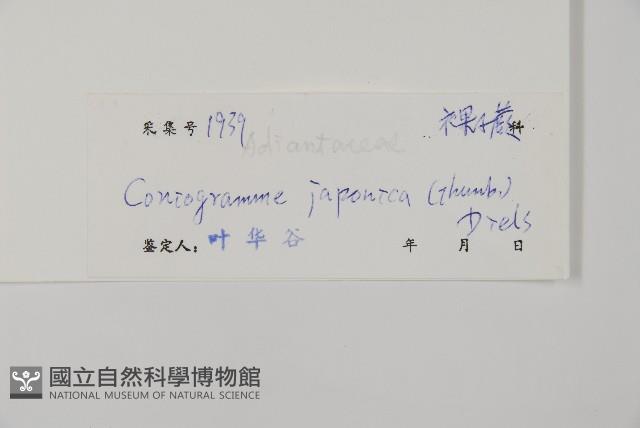 采集号 1939 裸子蕨科
Adiantaceae
Coniogramme japonica (Thunb.)
Diels
鉴定人: 叶华谷 年 月 日
國立自然科學博物館
NATIONAL MUSEUM OF NATURAL SCIENCE